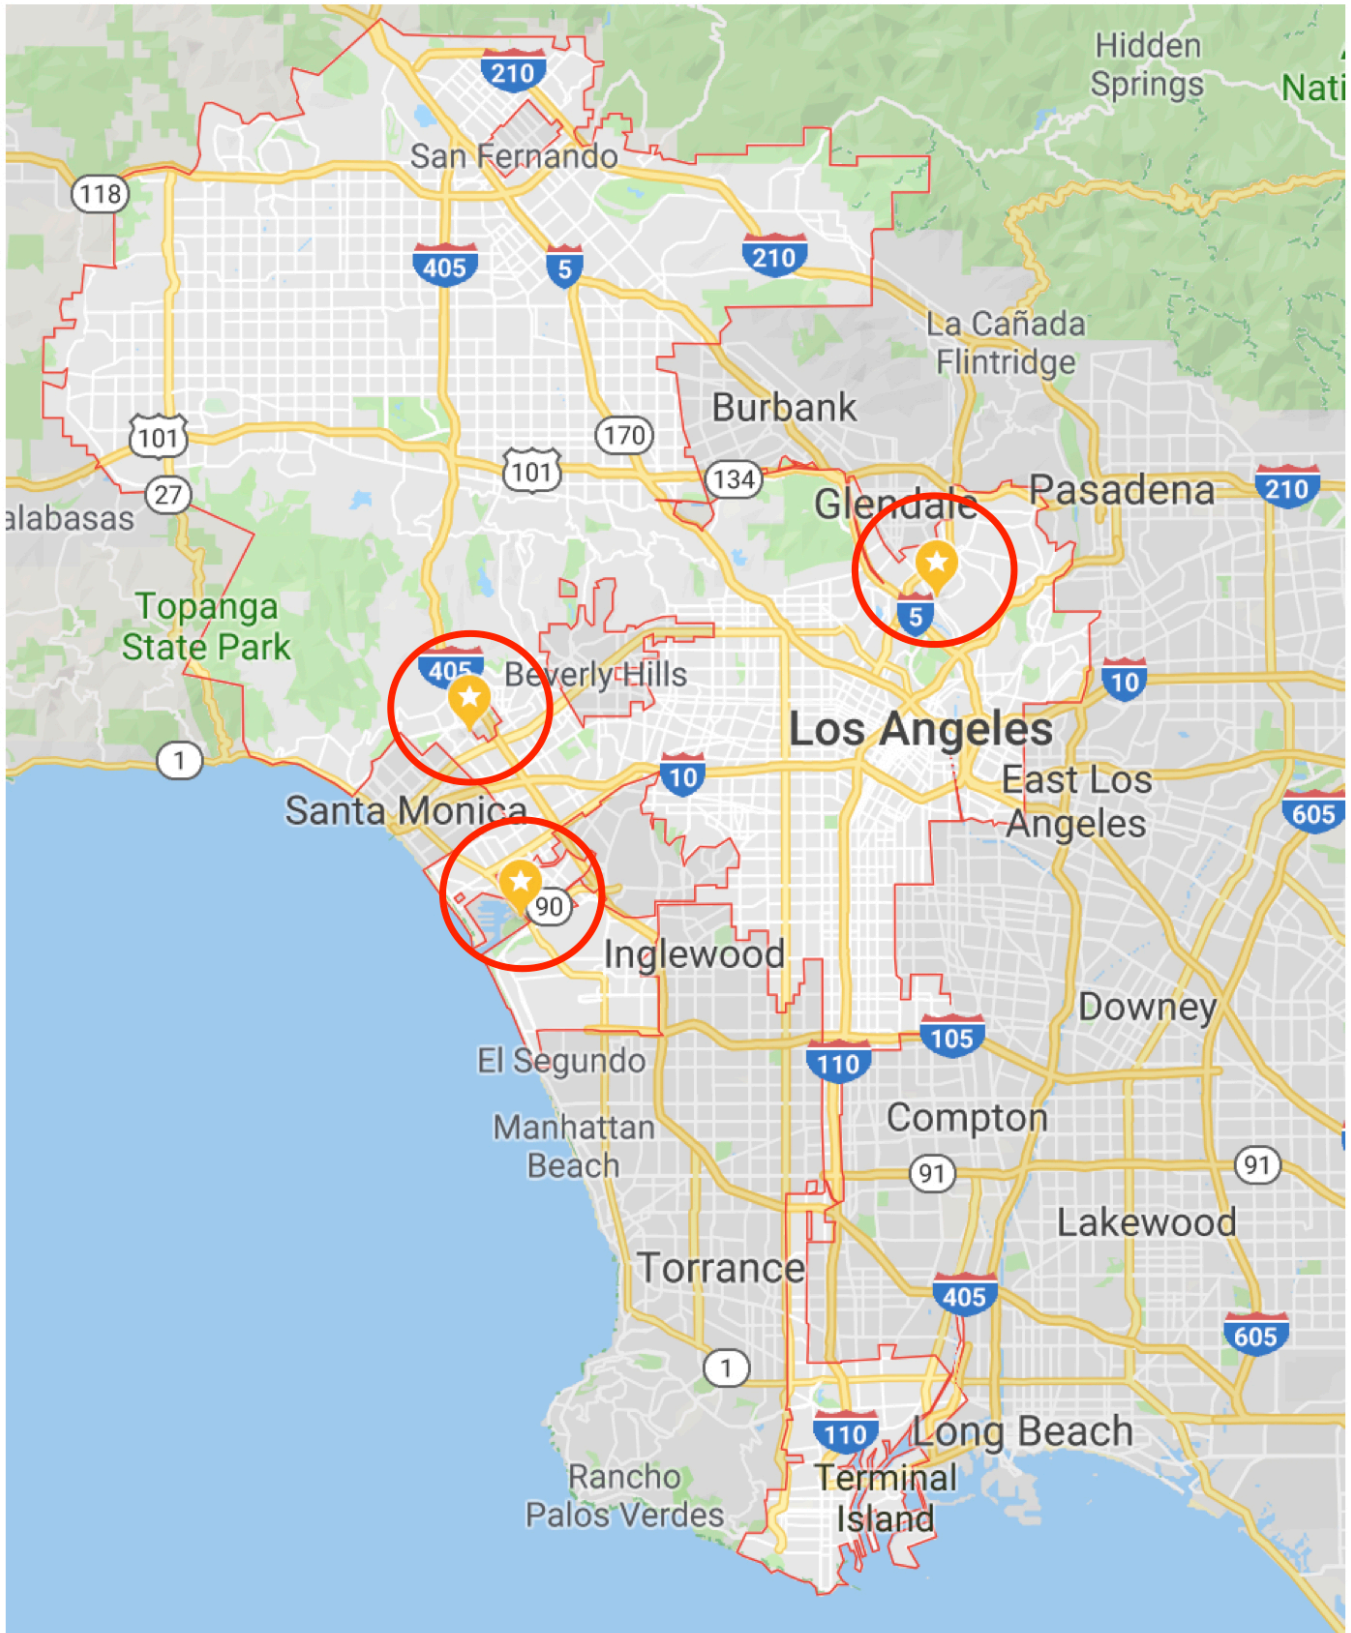 Hidden
Springs
Nati
210
San Fernando
118
405
5
210
La Cañada
Flintridge
Burbank
101
170
101
134
27
Glendale
Pasadena
210
alabasas
5
Topanga
State Park
405
Beverly Hills
10
Los Angeles
1
10
East Los
Angeles
Santa Monica
605
90
Inglewood
Downey
105
El Segundo
110
Compton
Manhattan
Beach
91
91
Lakewood
Torrance
405
605
1
110
Long Beach
Rancho
Palos Verdes
Terminal
Island